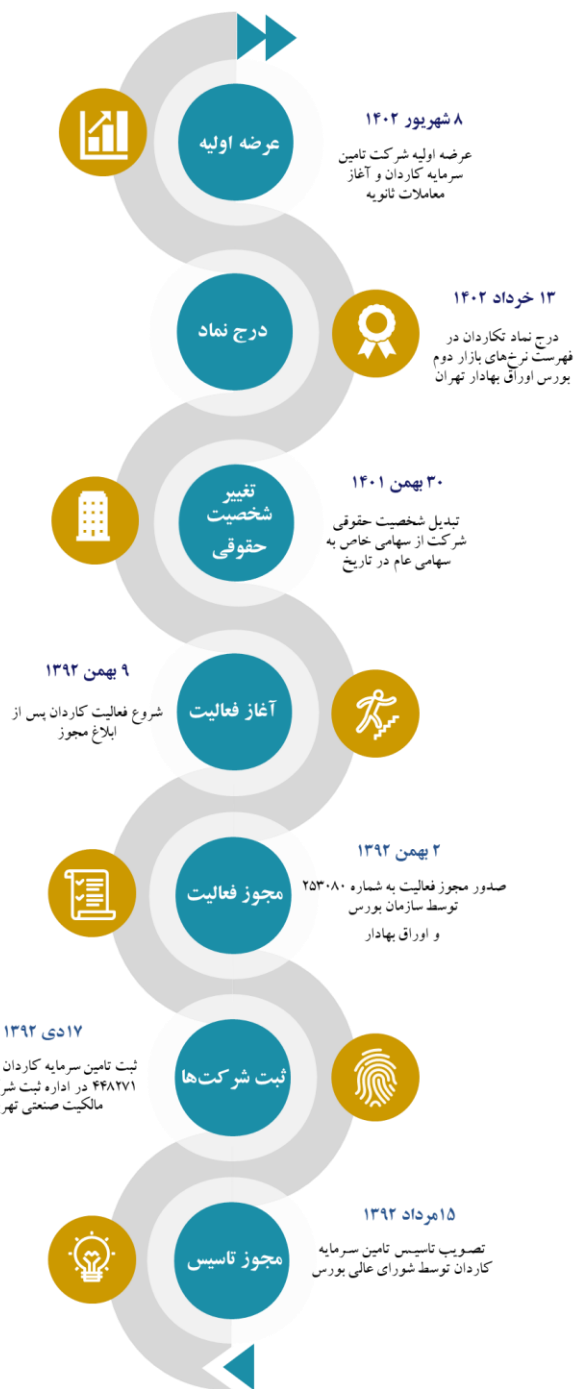 ۸ شهریور ۱۴۰۲
عرضه اولیه
عرضه اولیه شرکت تامین
سرمایه کاردان و آغاز
معاملات ثانویه
۱۳ خرداد ۱۴۰۲
درج نماد
درج نماد تکاردان در
فهرست نرخ‌های بازار دوم
بورس اوراق بهادار تهران
۳۰ بهمن ۱۴۰۱
تغییر
شخصیت
حقوقی
تبدیل شخصیت حقوقی
شرکت از سهامی خاص به
سهامی عام در تاریخ
۹ بهمن ۱۳۹۲
آغاز فعالیت
شروع فعالیت کاردان پس از
ابلاغ مجوز
۲ بهمن ۱۳۹۲
مجوز فعالیت
صدور مجوز فعالیت به شماره ۲۵۳۰۸۰
توسط سازمان بورس
و اوراق بهادار
۱۷دی ۱۳۹۲
ثبت شرکت‌ها
ثبت تامین سرمایه کاردان
۴۴۸۲۷۱ در اداره ثبت
مالکیت صنعتی
۱۵مرداد ۱۳۹۲
مجوز تاسیس
تصویب تاسیس تامین سرمایه
کاردان توسط شورای عالی بورس